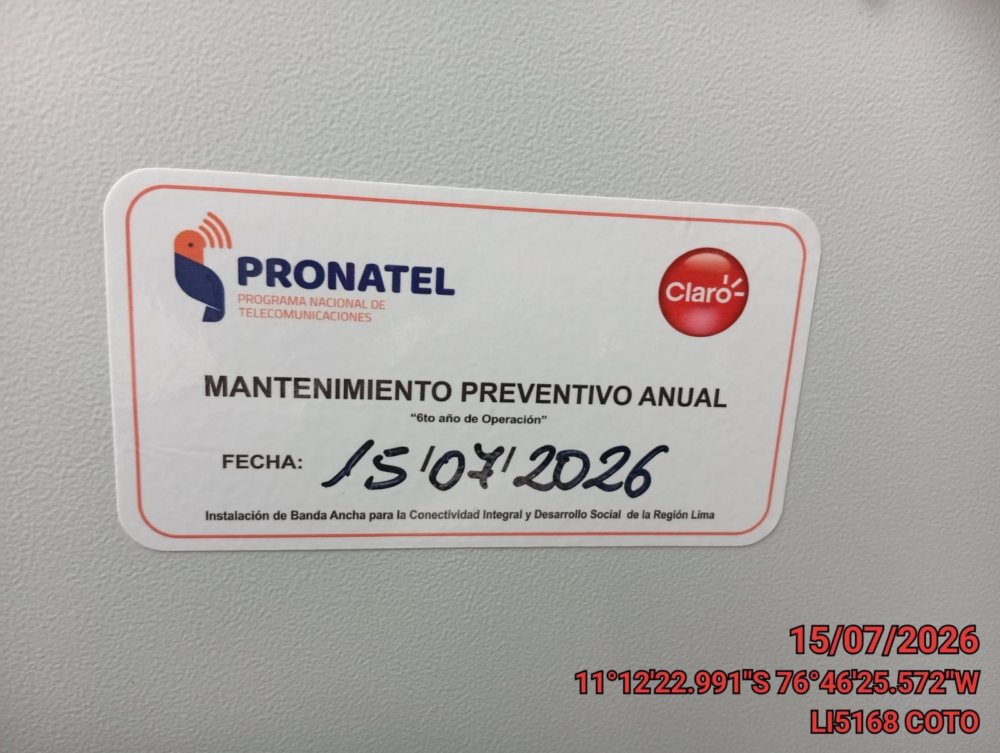 PRONATEL
PROGRAMA NACIONAL DE
TELECOMUNICACIONES
Claro
MANTENIMIENTO PREVENTIVO ANUAL
“6to año de Operación”
FECHA: 15/07/2026
Instalación de Banda Ancha para la Conectividad Integral y Desarrollo Social de la Región Lima
15/07/2026
11°12'22.991"S 76°46'25.572"W
LI5168 COTO